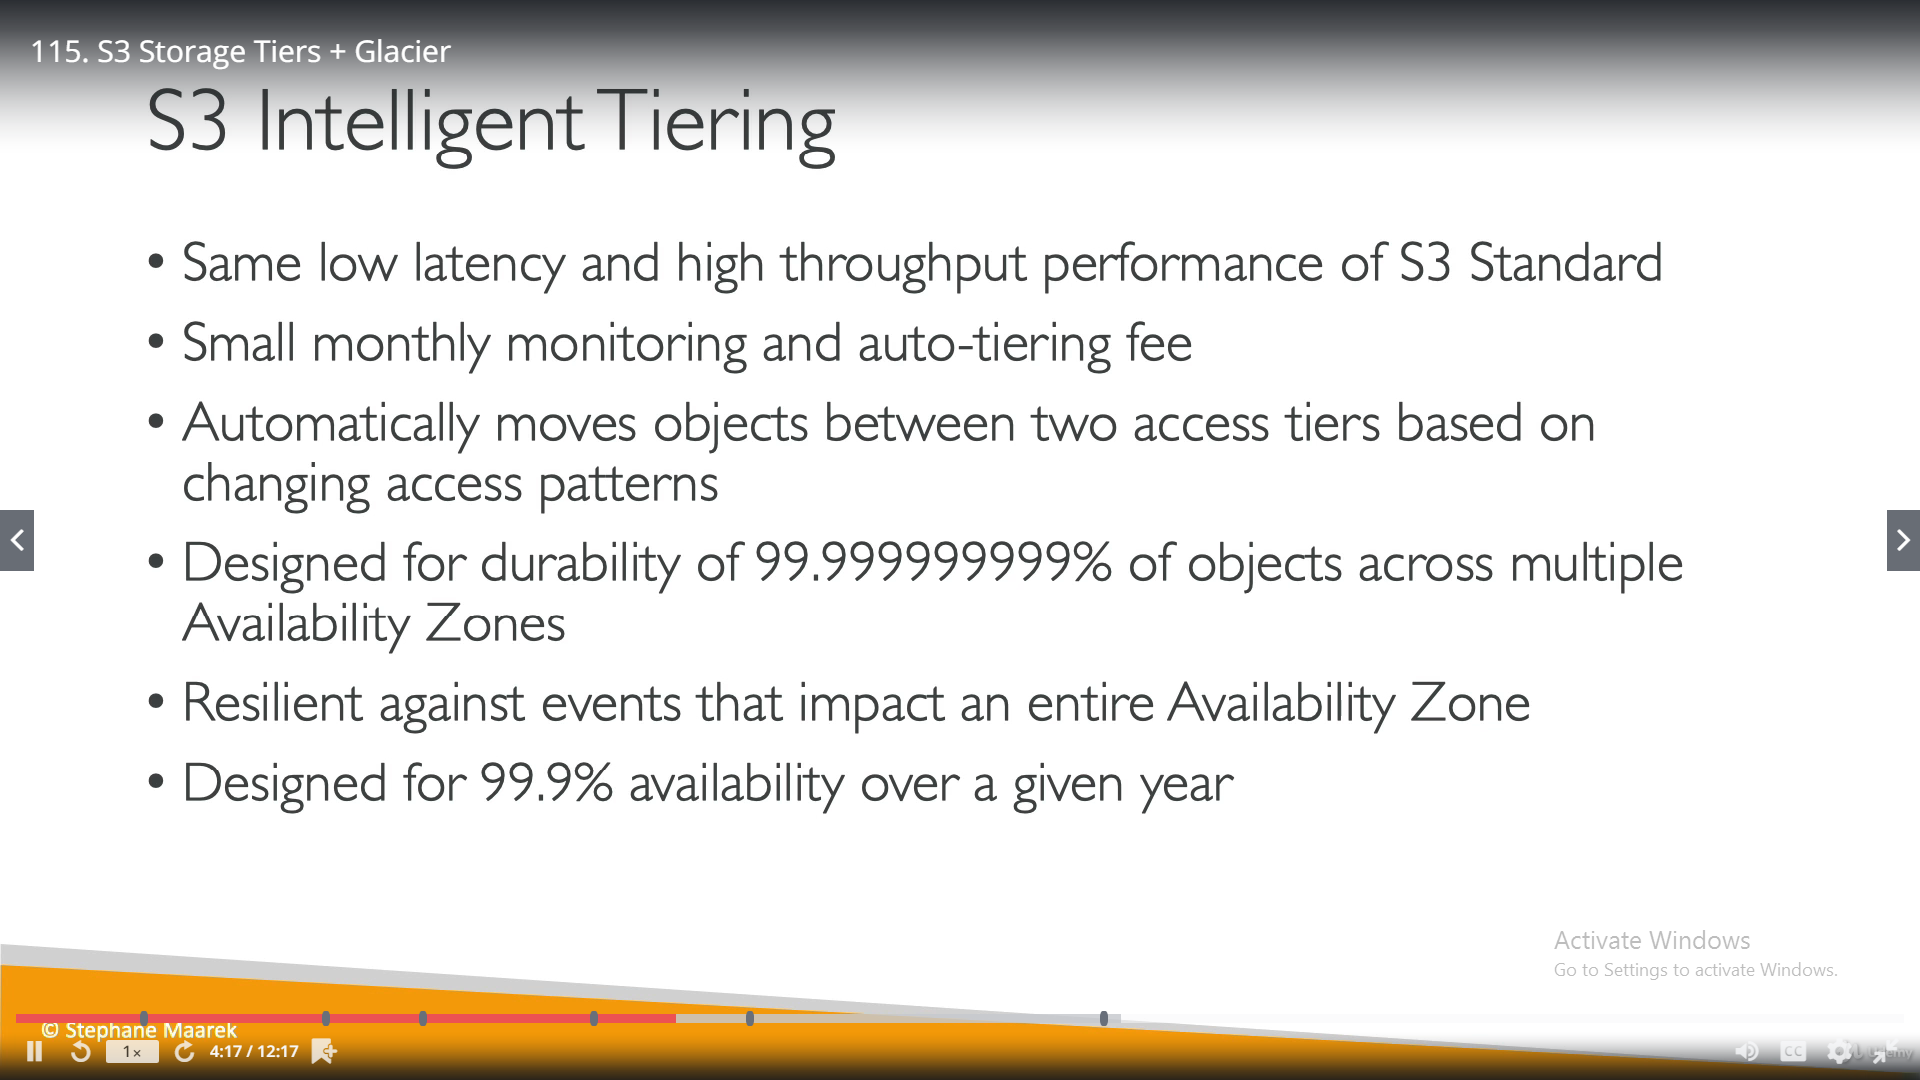 115. S3 Storage Tiers + Glacier
S3 Intelligent Tiering
• Same low latency and high throughput performance of S3 Standard
• Small monthly monitoring and auto-tiering fee
• Automatically moves objects between two access tiers based on
changing access patterns
• Designed for durability of 99.999999999% of objects across multiple
Availability Zones
• Resilient against events that impact an entire Availability Zone
• Designed for 99.9% availability over a given year
Activate Windows
Go to Settings to activate Windows.
© Stephane Maarek
1x
4:17 / 12:17
CC